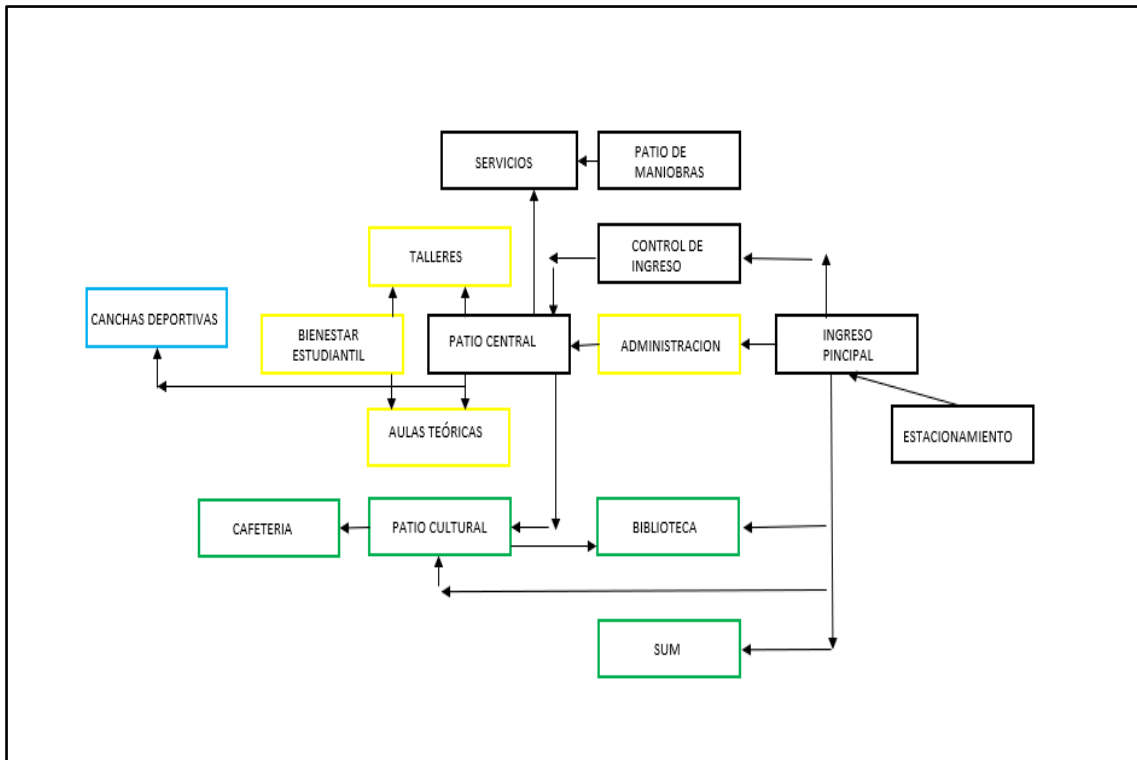 SERVICIOS
PATIO DE
MANIOBRAS
TALLERES
CONTROL DE
INGRESO
CANCHAS DEPORTIVAS
BIENESTAR
ESTUDIANTIL
PATIO CENTRAL
ADMINISTRACION
INGRESO
PINCIPAL
AULAS TEÓRICAS
ESTACIONAMIENTO
CAFETERIA
PATIO CULTURAL
BIBLIOTECA
SUM